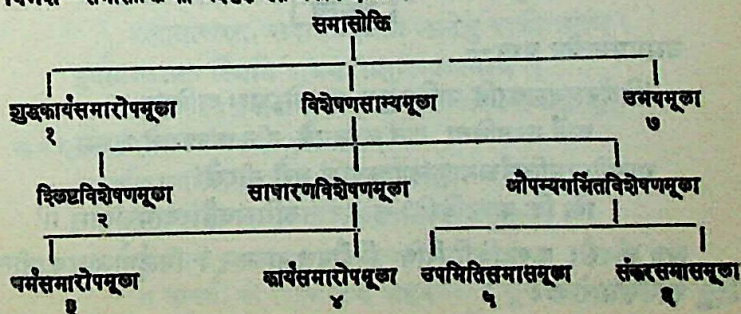 समासोक्ति
शुद्धकार्यसमारोपमूला विशेषणसाम्यमूला उभयमूला
१ ७
श्लिष्टविशेषणमूला साधारणविशेषणमूला औपम्यगर्भितविशेषणमूला
२
धर्मसमारोपमूला कार्यसमारोपमूला उपमितिसमासमूला संकरसमासमूला
३ ४ ५ ६